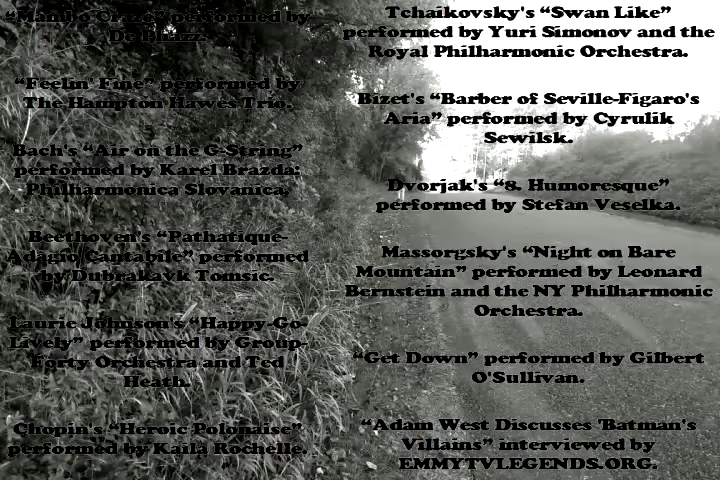 “Mambo Craze” performed by
De Phazz.
“Feelin' Fine” performed by
The Hampton Hawes Trio.
Bach's “Air on the G-String”
performed by Karel Brazda:
Philharmonica Slovanica.
Beethoven's “Pathatique-
Adagio Cantabile” performed
by Dubrakavk Tomsic.
Laurie Johnson's “Happy-Go-
Lively” performed by Group-
Forty Orchestra and Ted
Heath.
Chopin's “Heroic Polonaise”
performed by Kaila Rochelle.
Tchaikovsky's “Swan Like”
performed by Yuri Simonov and the
Royal Philharmonic Orchestra.
Bizet's “Barber of Seville-Figaro's
Aria” performed by Cyrulik
Sewilsk.
Dvorjak's “8. Humoresque”
performed by Stefan Veselka.
Massorgsky's “Night on Bare
Mountain” performed by Leonard
Bernstein and the NY Philharmonic
Orchestra.
“Get Down” performed by Gilbert
O'Sullivan.
“Adam West Discusses 'Batman's
Villains” interviewed by
EMMYTVLEGENDS.ORG.